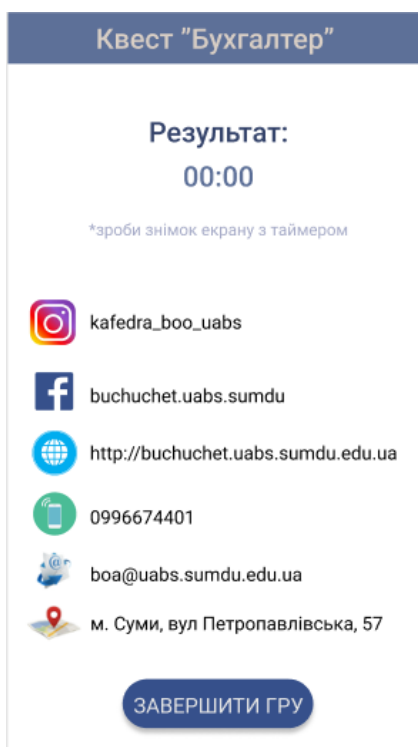 Квест ”Бухгалтер”
Результат:
00:00
*зроби знімок екрану з таймером
kafedra_boo_uabs
buchuchet.uabs.sumdu
http://buchuchet.uabs.sumdu.edu.ua
0996674401
boa@uabs.sumdu.edu.ua
м. Суми, вул Петропавлівська, 57
ЗАВЕРШИТИ ГРУ